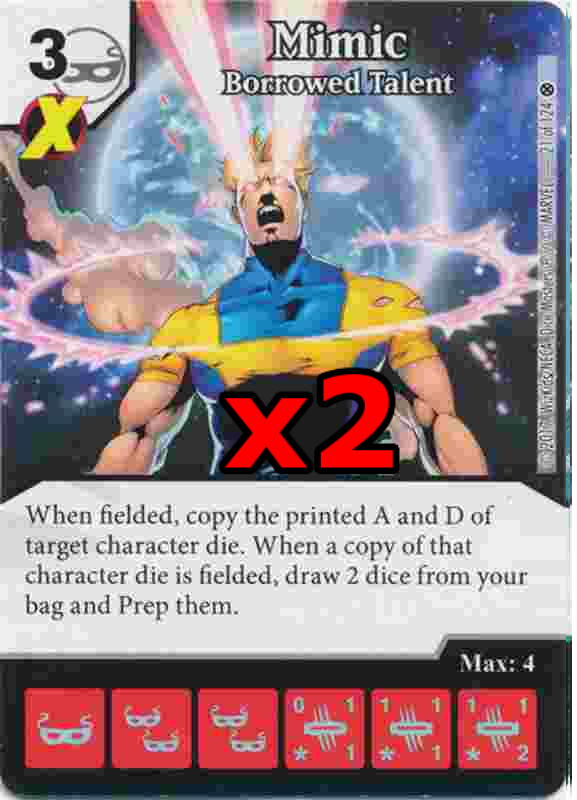 3
Mimic
Borrowed Talent
X
21 of 124
MARVEL
x2
When fielded, copy the printed A and D of
target character die. When a copy of that
character die is fielded, draw 2 dice from your
bag and Prep them.
Max: 4
0 1 1 1 1 1
* 1 * 1 * 2